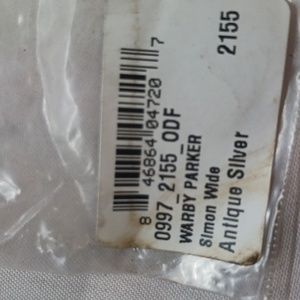 8 46864 04720 7
0997_2155_ODF
WARBY PARKER
Simon Wide
Antique Silver 2155